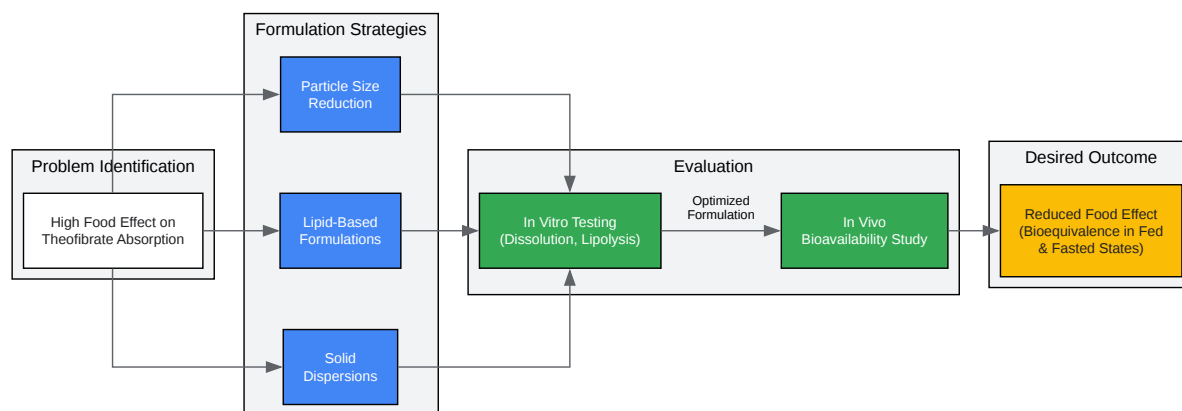 Problem Identification
High Food Effect on
Theofibrate Absorption
Formulation Strategies
Particle Size
Reduction
Lipid-Based
Formulations
Solid
Dispersions
Evaluation
In Vitro Testing
(Dissolution, Lipolysis)
Optimized
Formulation
In Vivo
Bioavailability Study
Desired Outcome
Reduced Food Effect
(Bioequivalence in Fed
& Fasted States)